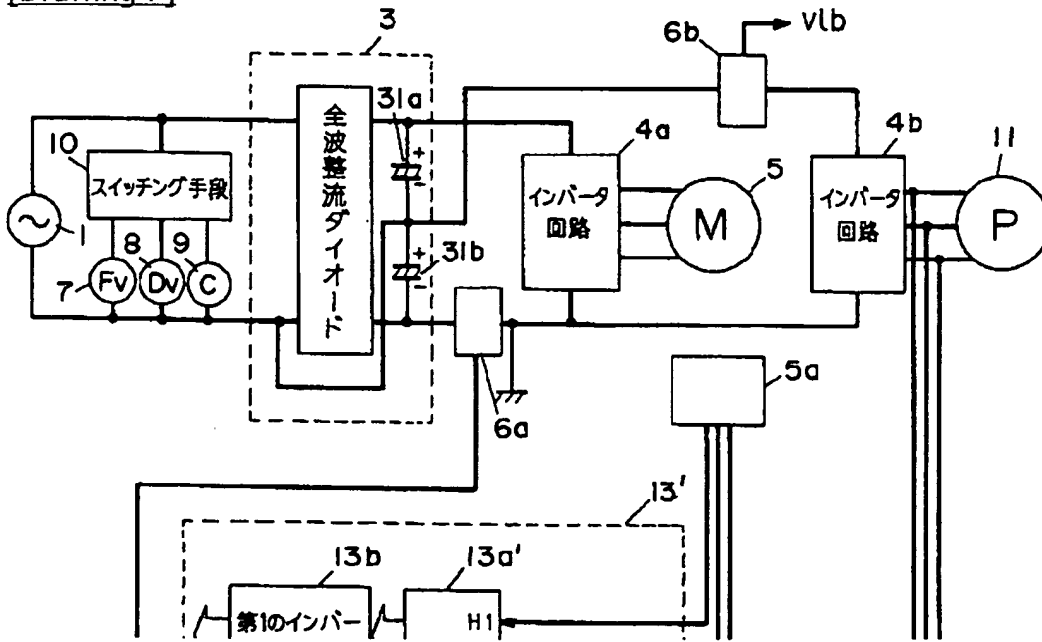 3
6b
vIb
31a
4a
4b
11
10
スイッチング手段
全波整流ダイオード
+
-
インバータ
回路
5
M
インバータ
回路
P
1
8
9
7
Fv
Dv
C
+
-
31b
5a
6a
13'
13b
13a'
第1のインバー
H1